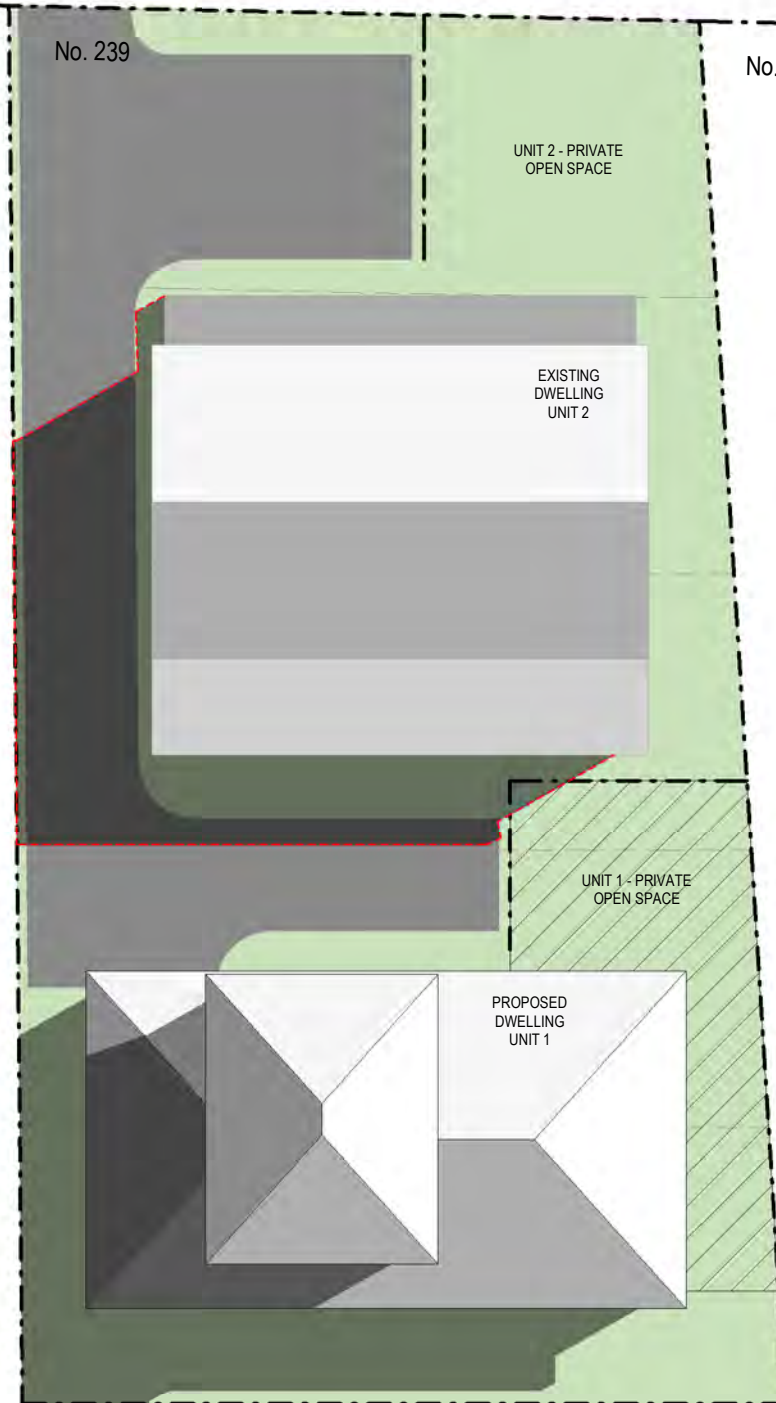 No. 239
No.
UNIT 2 - PRIVATE
OPEN SPACE
EXISTING
DWELLING
UNIT 2
UNIT 1 - PRIVATE
OPEN SPACE
PROPOSED
DWELLING
UNIT 1